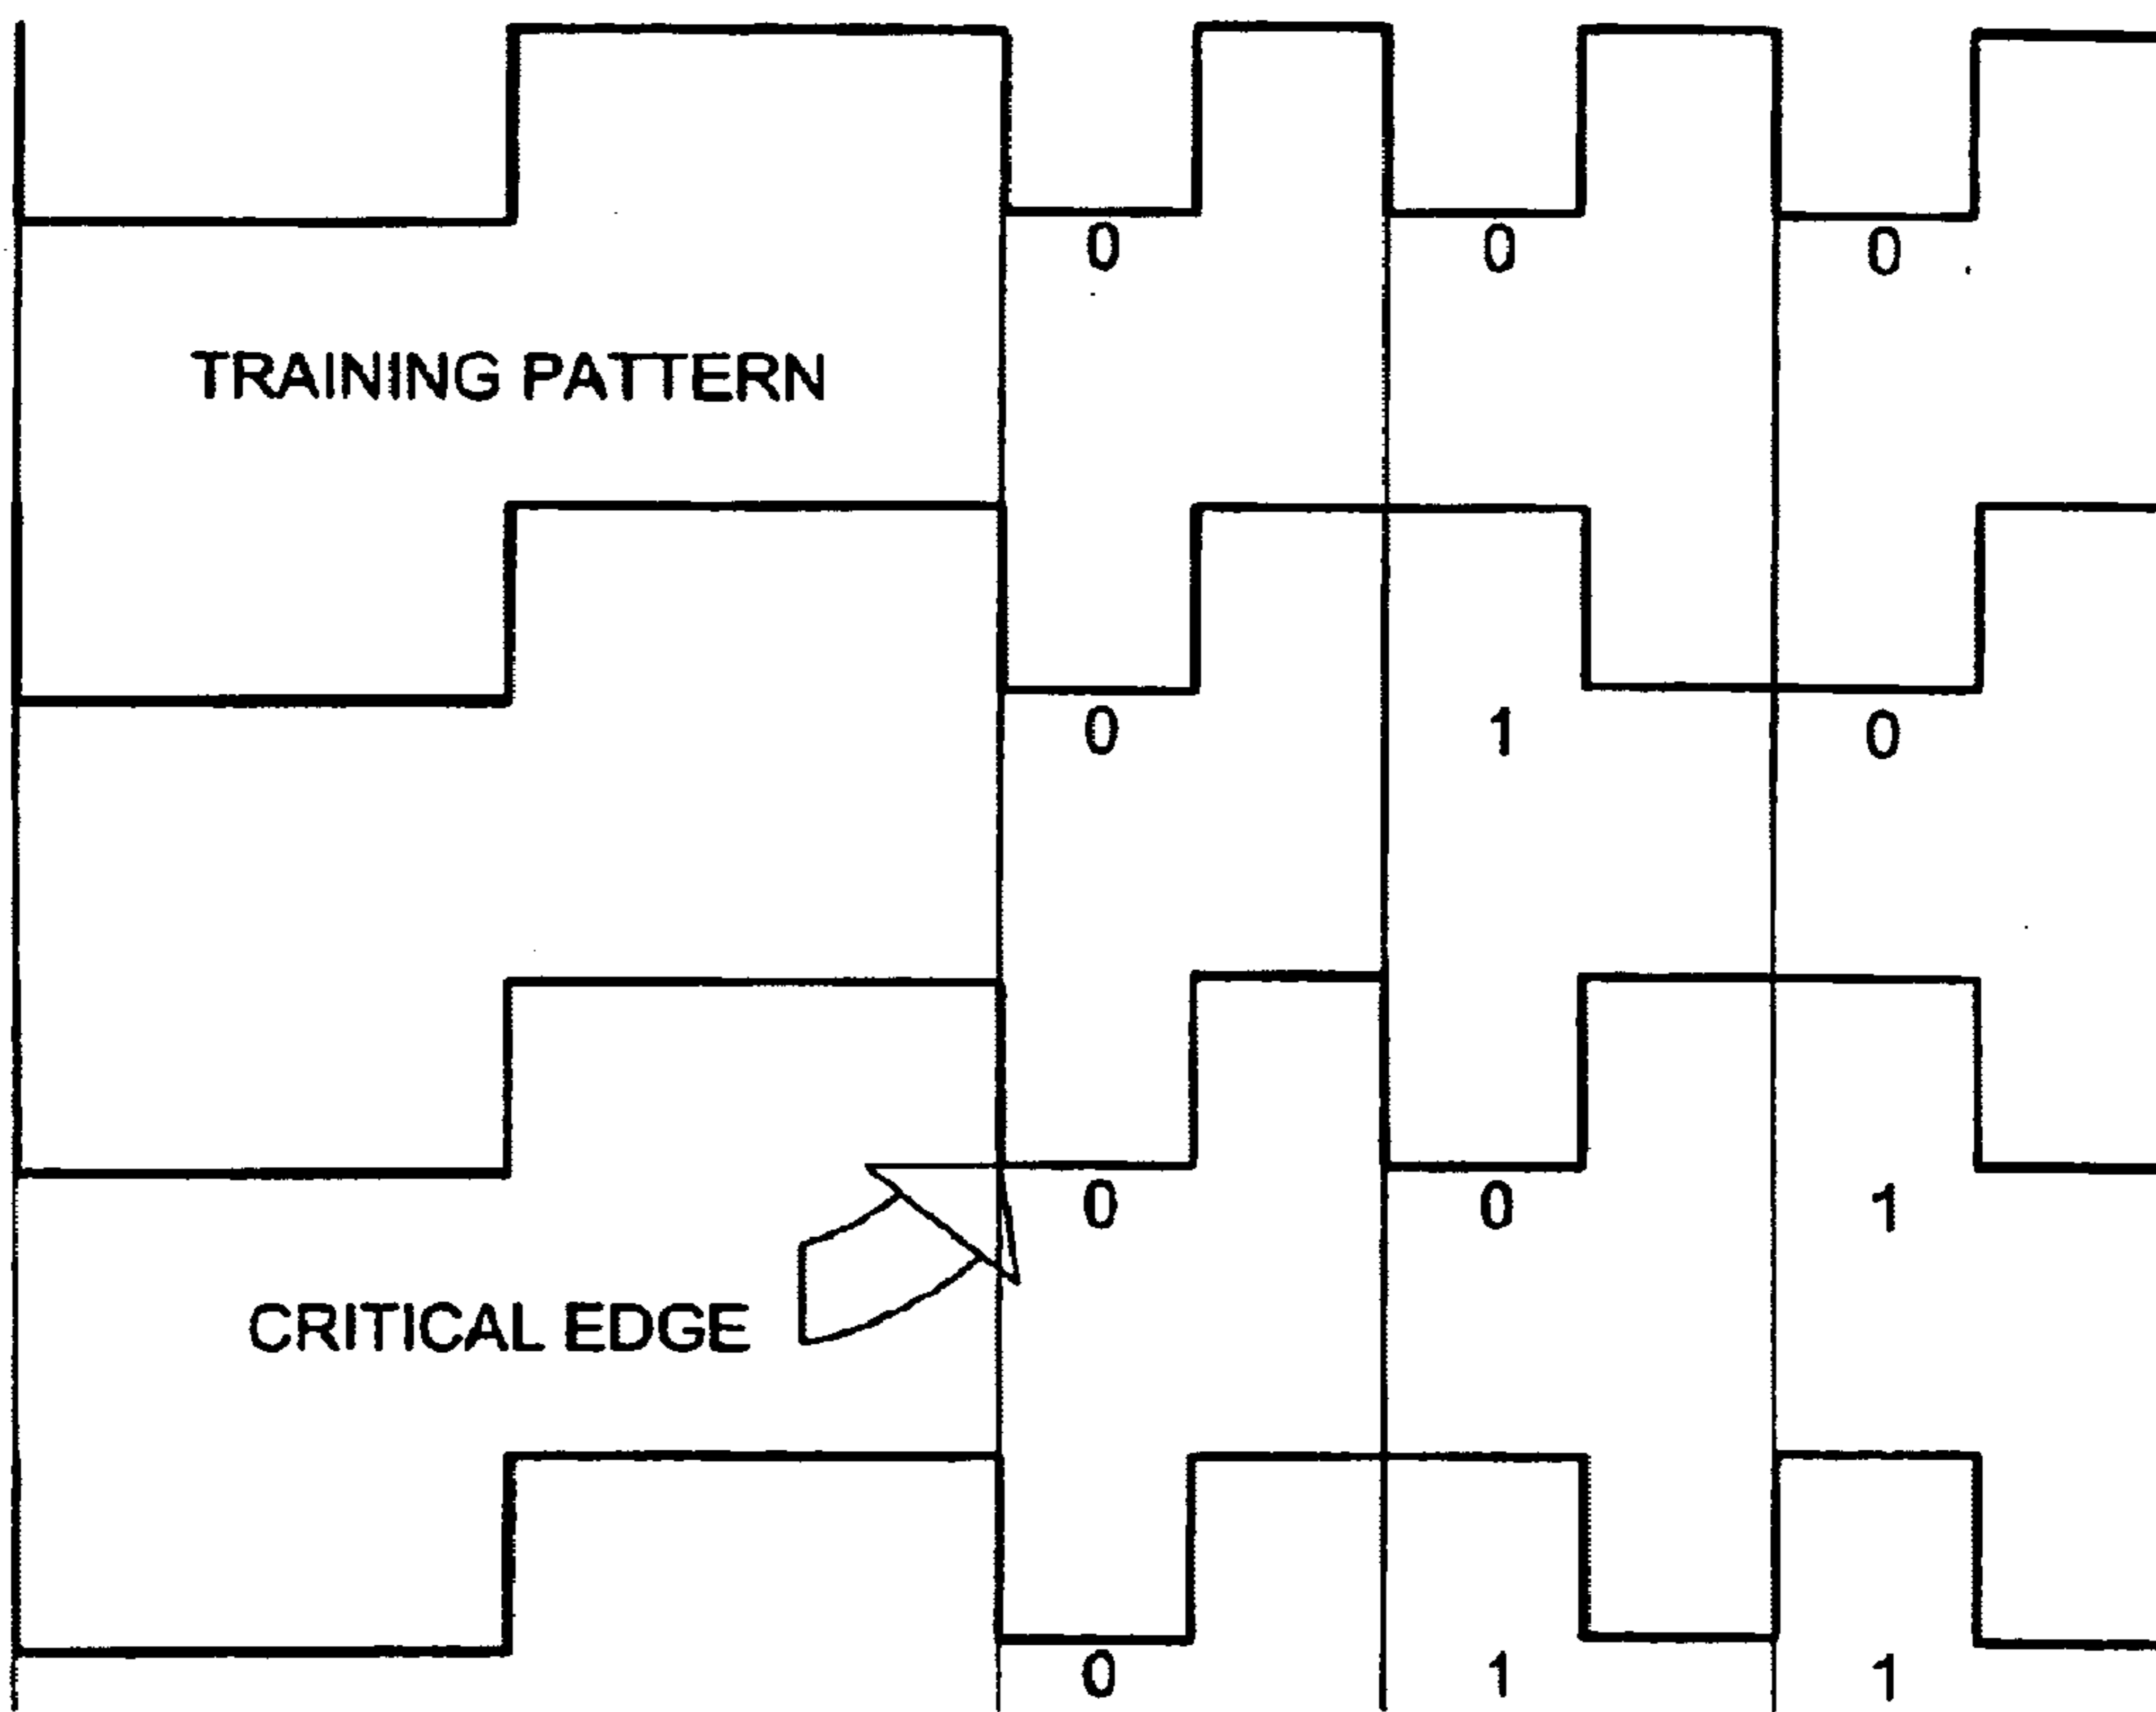 0 0 0
TRAINING PATTERN
0 1 0
0 0 1
CRITICAL EDGE
0 1 1